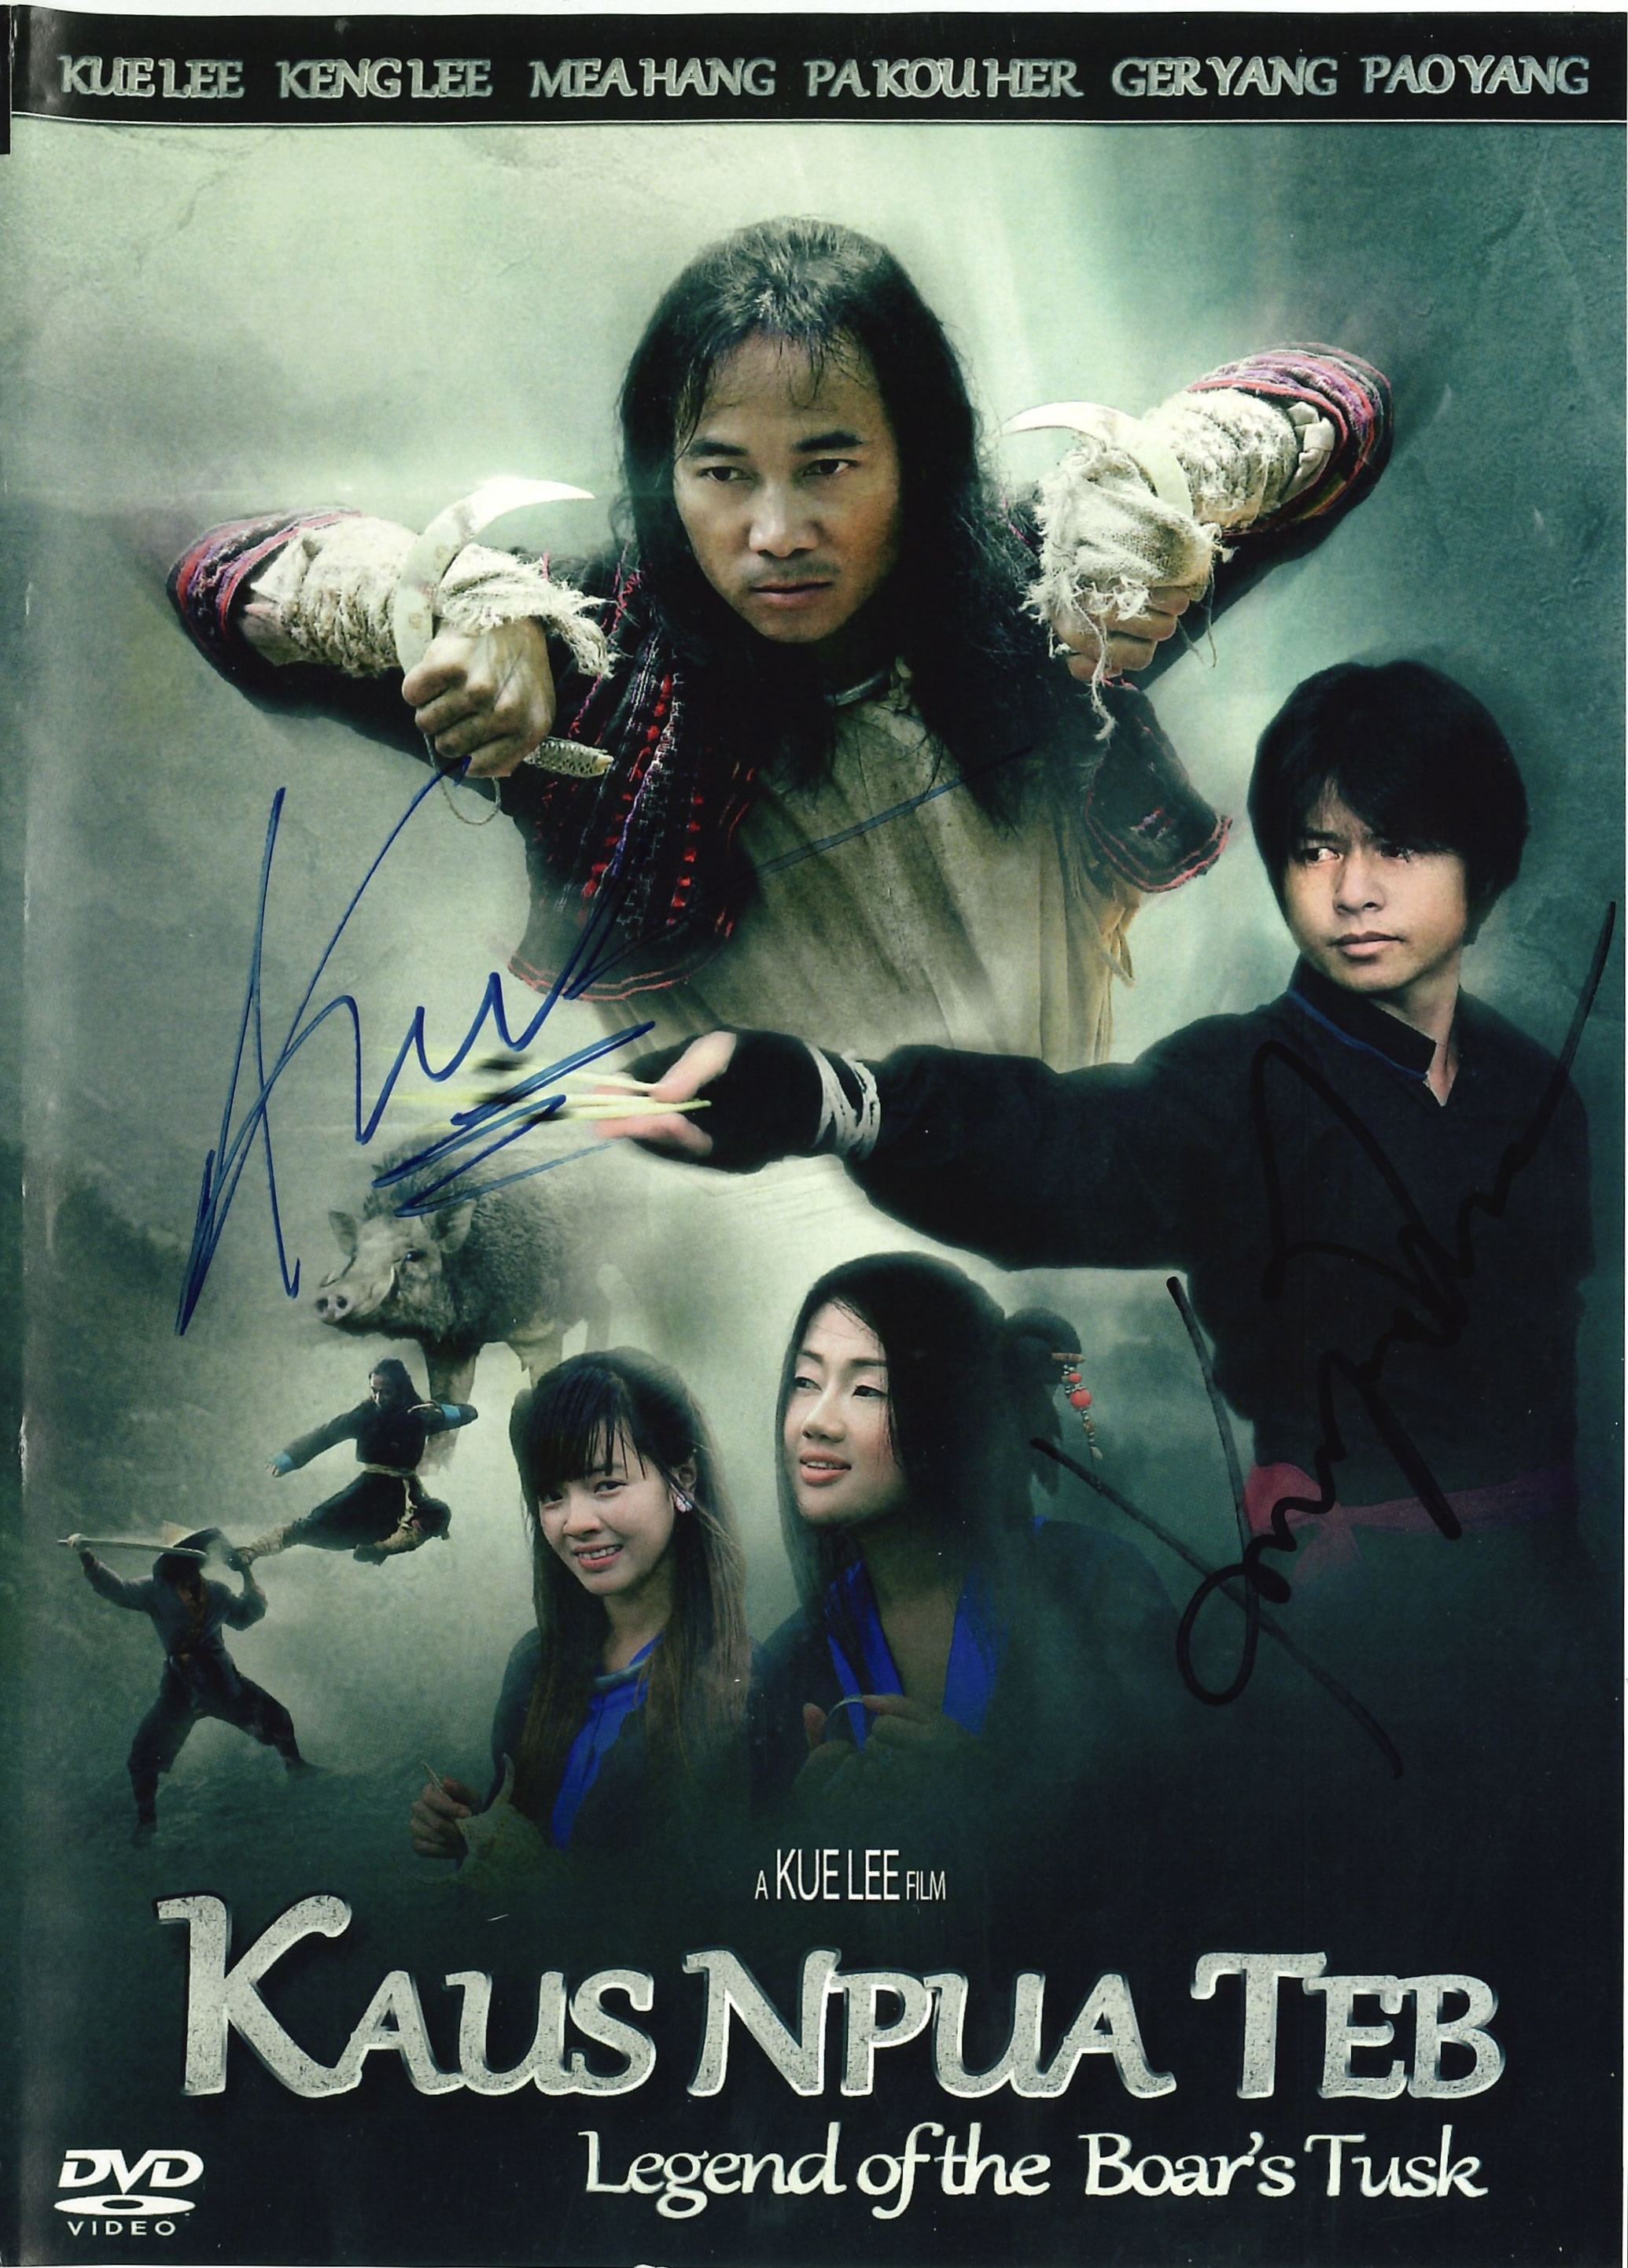 KUE LEE KENG LEE MEA HANG PA KOU HER GER YANG PAO YANG
A KUE LEE FILM
KAUS NPUA TEB
Legend of the Boar's Tusk
DVD
VIDEO